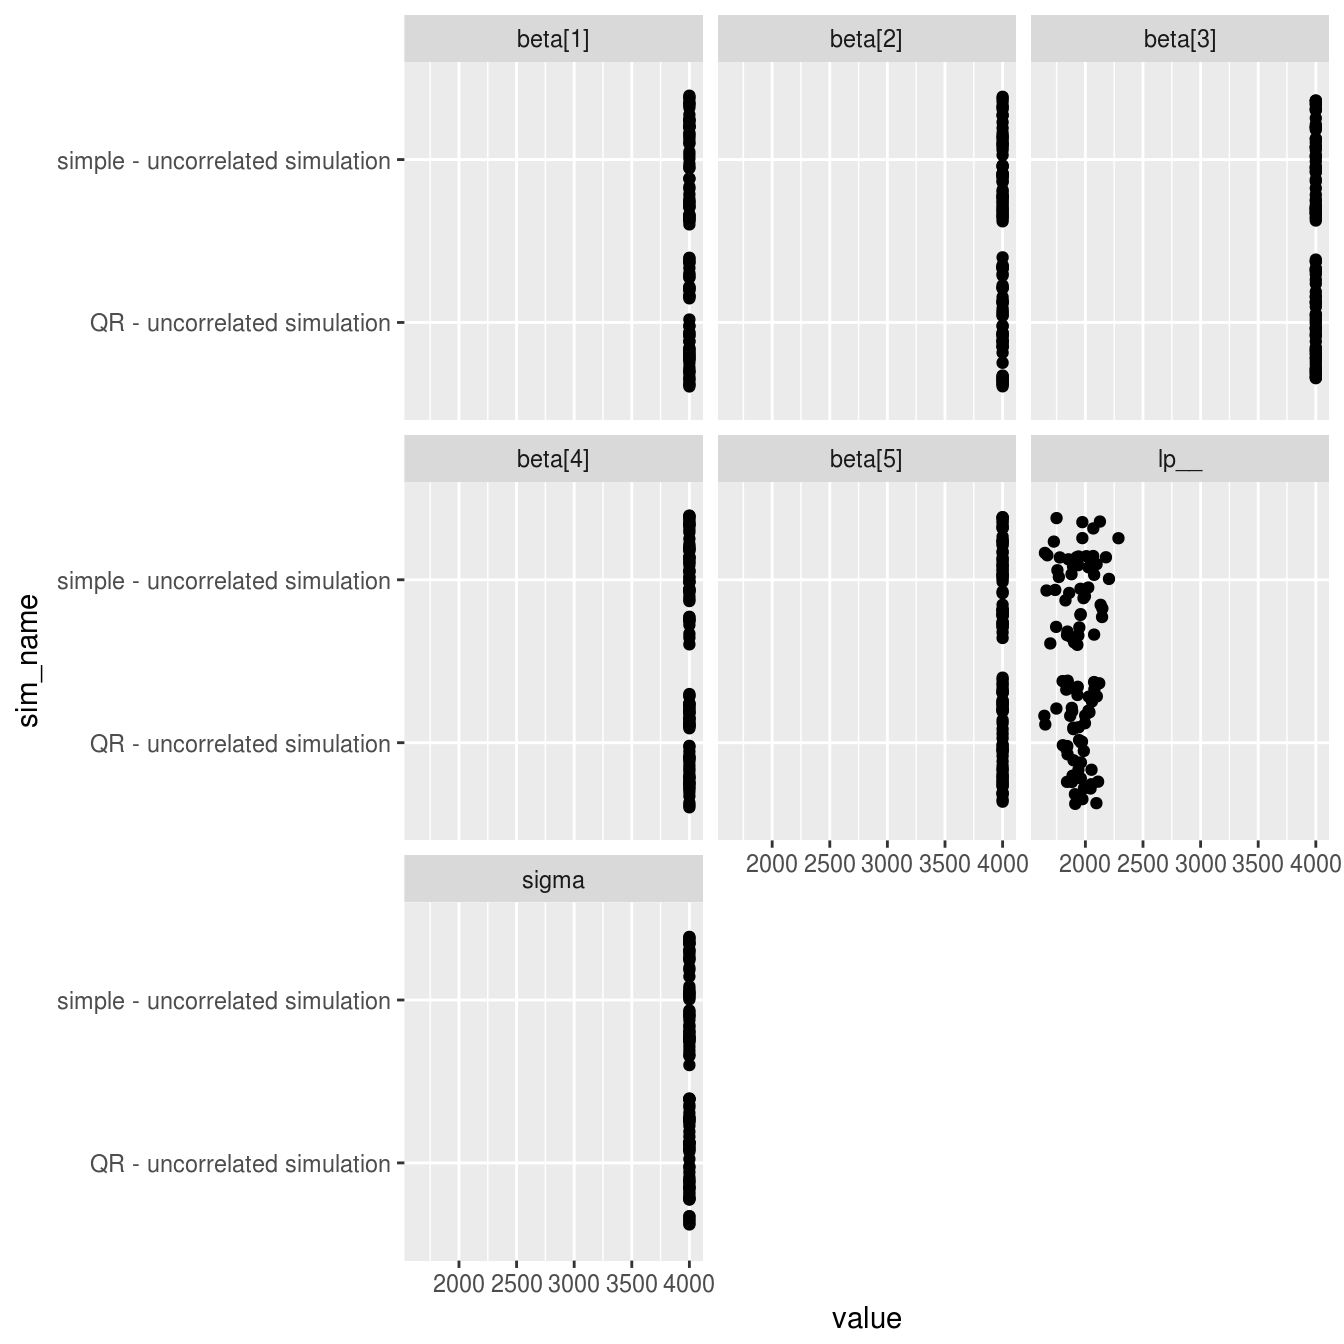 beta[1] beta[2] beta[3]
simple - uncorrelated simulation
QR - uncorrelated simulation
beta[4] beta[5] lp__
simple - uncorrelated simulation
QR - uncorrelated simulation
2000 2500 3000 3500 4000 2000 2500 3000 3500 4000
sigma
simple - uncorrelated simulation
QR - uncorrelated simulation
2000 2500 3000 3500 4000
value
sim_name